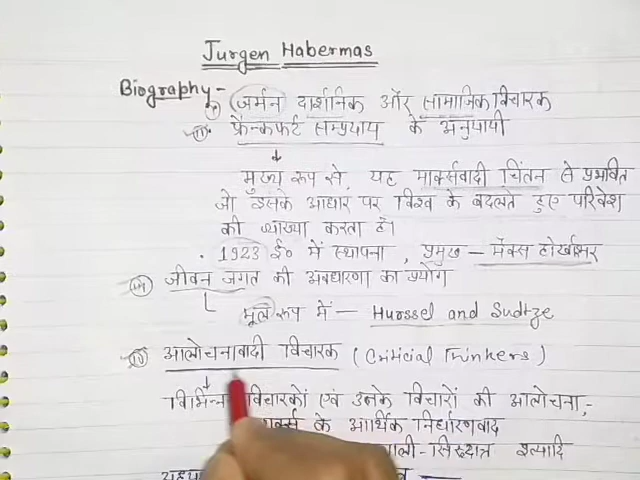 Jurgen Habermas
Biography -
(i) जर्मन दार्शनिक और सामाजिक विचारक
(ii) फ्रैन्कफर्ट सम्प्रदाय के अनुयायी
मुख्य रूप से, यह मार्क्सवादी चिंतन से प्रभावित
जो इसके आधार पर विश्व के बदलते हुए परिवेश
की व्याख्या करता है।
. 1923 ई० में स्थापना , प्रमुख - मैक्स होर्खाइमर
(iii) जीवन जगत की अवधारणा का प्रयोग
मूल रूप में - Hurssel and Sudtze
(iv) आलोचनावादी विचारक (Criticial Thinkers)
विभिन्न विचारकों एवं उनके विचारों की आलोचना,-
मार्क्स के आर्थिक निर्धारणवाद
सिद्धान्त इत्यादि